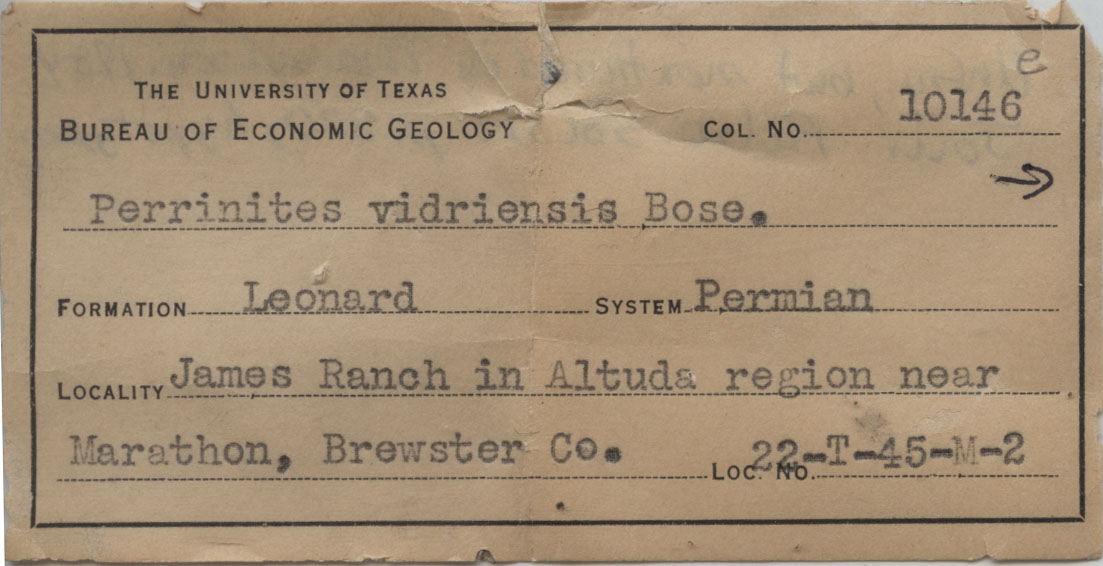 THE UNIVERSITY OF TEXAS
BUREAU OF ECONOMIC GEOLOGY COL. NO. 10146 e
→
Perrinites vidriensis Bose.
FORMATION Leonard SYSTEM Permian
LOCALITY James Ranch in Altuda region near
Marathon, Brewster Co. LOC. NO. 22-T-45-M-2